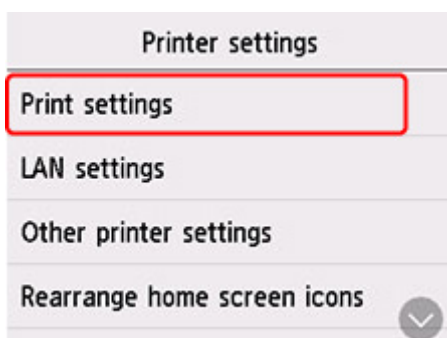 Printer settings
Print settings
LAN settings
Other printer settings
Rearrange home screen icons